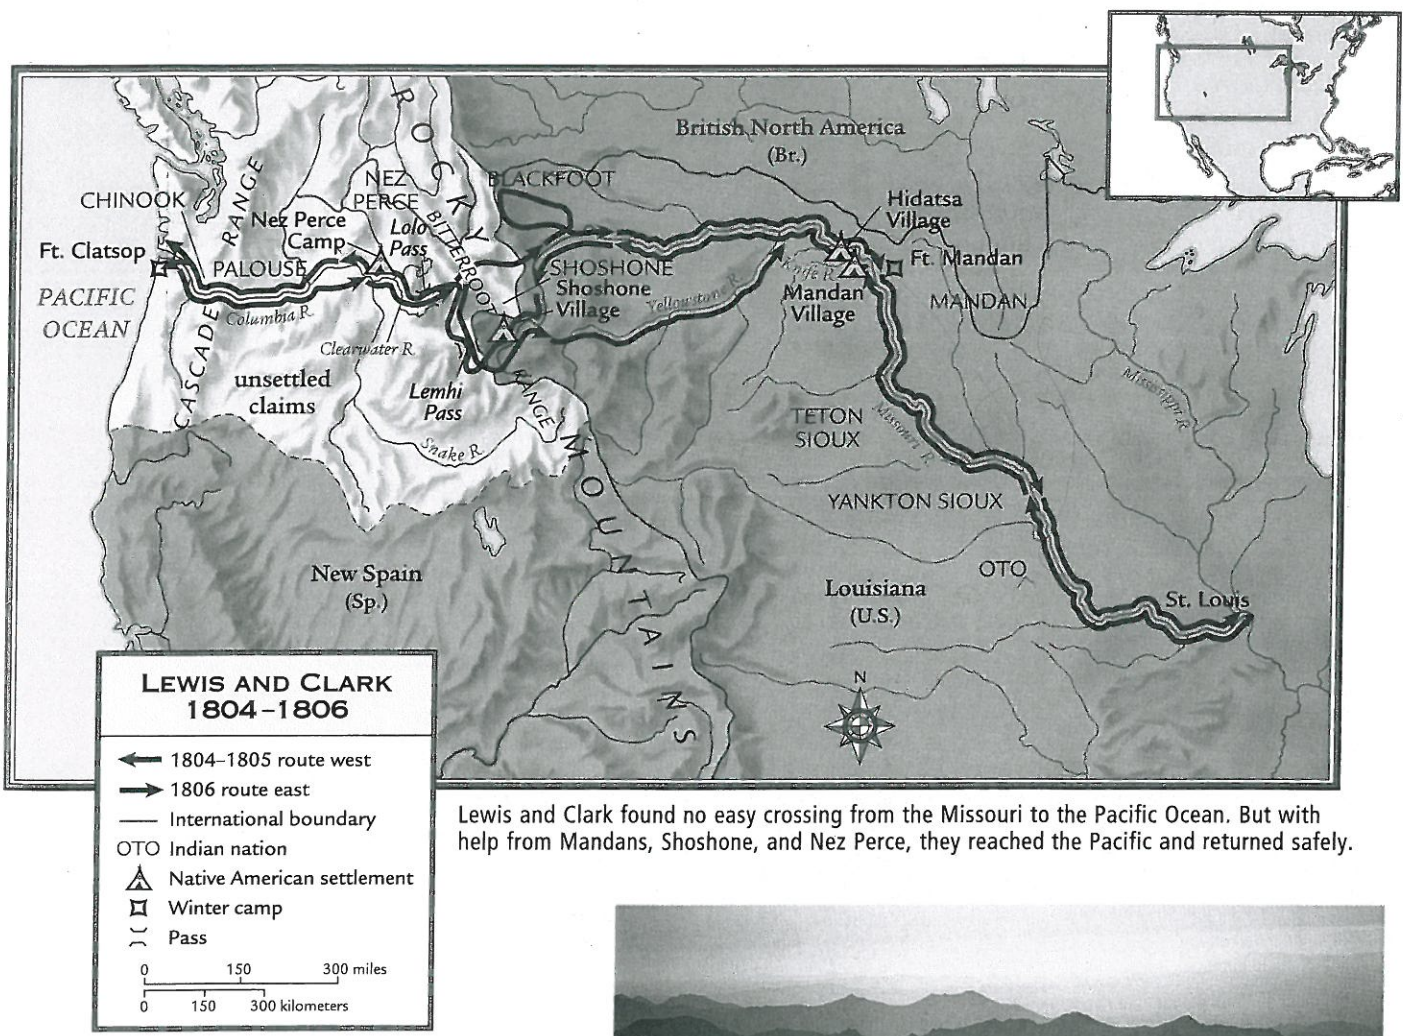 British North America
(Br.)
ROCKY
MOUNTAINS
BLACKFOOT
NEZ
PERCE
CHINOOK
CASCADE RANGE
Hidatsa
Village
Nez Perce
Camp
Lolo
Pass
BITTERROOT
RANGE
Ft. Clatsop
PALOUSE
SHOSHONE
Shoshone
Village
Ft. Mandan
Knife R.
Mandan
Village
MANDAN
Yellowstone R.
PACIFIC
OCEAN
Columbia R.
Clearwater R.
unsettled
claims
Lemhi
Pass
Snake R.
Mississippi R.
TETON
SIOUX
Missouri R.
YANKTON SIOUX
OTO
New Spain
(Sp.)
Louisiana
(U.S.)
St. Louis
N
LEWIS AND CLARK
1804–1806
1804–1805 route west
1806 route east
International boundary
OTO Indian nation
Native American settlement
Winter camp
Pass
0 150 300 miles
0 150 300 kilometers
Lewis and Clark found no easy crossing from the Missouri to the Pacific Ocean. But with
help from Mandans, Shoshone, and Nez Perce, they reached the Pacific and returned safely.